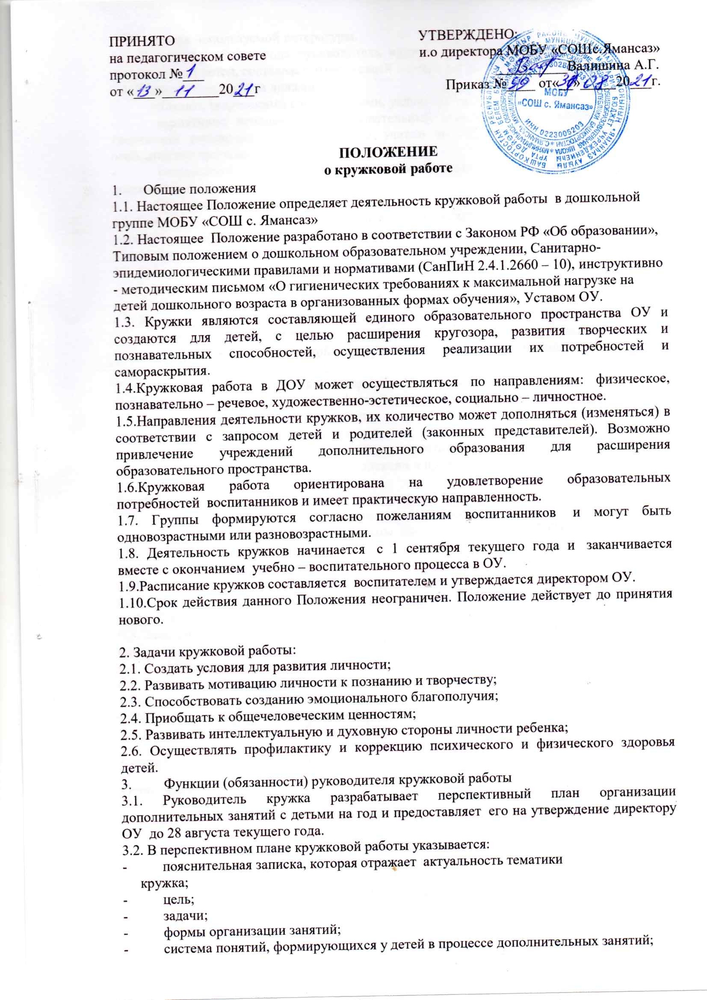 ПРИНЯТО
на педагогическом совете
протокол № 1
от «13» 11 2021г
УТВЕРЖДЕНО:
и.о директора МОБУ «СОШс.Ямансаз»
Валишина А.Г.
Приказ № от« » 08 2021г.
МОБУ
«СОШ с. Ямансаз»
ИНН 0223005203
ПОЛОЖЕНИЕ
о кружковой работе
1. Общие положения
1.1. Настоящее Положение определяет деятельность кружковой работы в дошкольной
группе МОБУ «СОШ с. Ямансаз»
1.2. Настоящее Положение разработано в соответствии с Законом РФ «Об образовании»,
Типовым положением о дошкольном образовательном учреждении, Санитарно-
эпидемиологическими правилами и нормативами (СанПиН 2.4.1.2660 – 10), инструктивно
- методическим письмом «О гигиенических требованиях к максимальной нагрузке на
детей дошкольного возраста в организованных формах обучения», Уставом ОУ.
1.3. Кружки являются составляющей единого образовательного пространства ОУ и
создаются для детей, с целью расширения кругозора, развития творческих и
познавательных способностей, осуществления реализации их потребностей и
самораскрытия.
1.4.Кружковая работа в ДОУ может осуществляться по направлениям: физическое,
познавательно – речевое, художественно-эстетическое, социально – личностное.
1.5.Направления деятельности кружков, их количество может дополняться (изменяться) в
соответствии с запросом детей и родителей (законных представителей). Возможно
привлечение учреждений дополнительного образования для расширения
образовательного пространства.
1.6.Кружковая работа ориентирована на удовлетворение образовательных
потребностей воспитанников и имеет практическую направленность.
1.7. Группы формируются согласно пожеланиям воспитанников и могут быть
одновозрастными или разновозрастными.
1.8. Деятельность кружков начинается с 1 сентября текущего года и заканчивается
вместе с окончанием учебно – воспитательного процесса в ОУ.
1.9.Расписание кружков составляется воспитателем и утверждается директором ОУ.
1.10.Срок действия данного Положения неограничен. Положение действует до принятия
нового.
2. Задачи кружковой работы:
2.1. Создать условия для развития личности;
2.2. Развивать мотивацию личности к познанию и творчеству;
2.3. Способствовать созданию эмоционального благополучия;
2.4. Приобщать к общечеловеческим ценностям;
2.5. Развивать интеллектуальную и духовную стороны личности ребенка;
2.6. Осуществлять профилактику и коррекцию психического и физического здоровья
детей.
3. Функции (обязанности) руководителя кружковой работы
3.1. Руководитель кружка разрабатывает перспективный план организации
дополнительных занятий с детьми на год и предоставляет его на утверждение директору
ОУ до 28 августа текущего года.
3.2. В перспективном плане кружковой работы указывается:
- пояснительная записка, которая отражает актуальность тематики
кружка;
- цель;
- задачи;
- формы организации занятий;
- система понятий, формирующихся у детей в процессе дополнительных занятий;